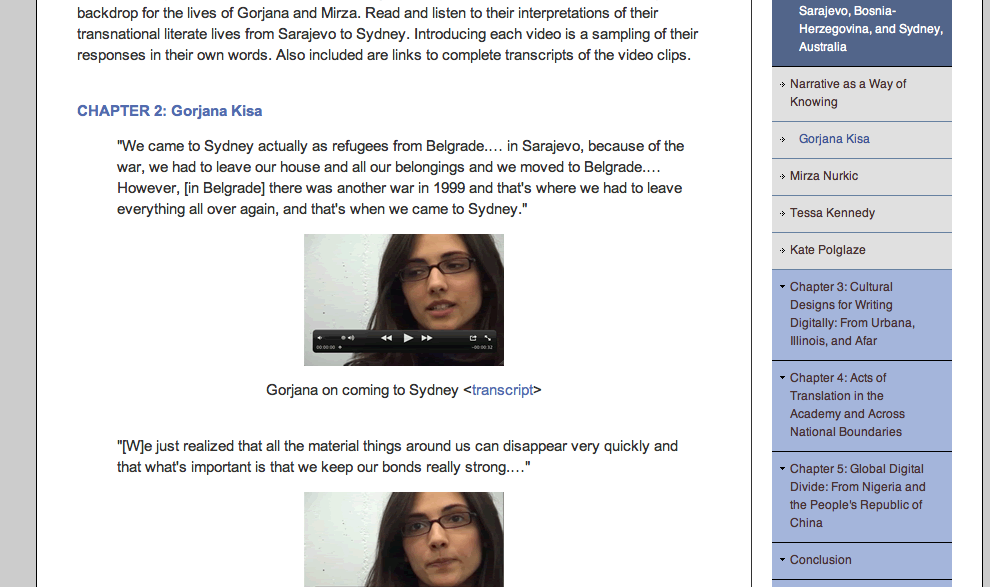 backdrop for the lives of Gorjana and Mirza. Read and listen to their interpretations of their
transnational literate lives from Sarajevo to Sydney. Introducing each video is a sampling of their
responses in their own words. Also included are links to complete transcripts of the video clips.
CHAPTER 2: Gorjana Kisa
"We came to Sydney actually as refugees from Belgrade.… in Sarajevo, because of the
war, we had to leave our house and all our belongings and we moved to Belgrade.…
However, [in Belgrade] there was another war in 1999 and that's where we had to leave
everything all over again, and that's when we came to Sydney."
00:00:00
-00:00:32
Gorjana on coming to Sydney <transcript>
"[W]e just realized that all the material things around us can disappear very quickly and
that what's important is that we keep our bonds really strong.…"
Sarajevo, Bosnia-
Herzegovina, and Sydney,
Australia
Narrative as a Way of
Knowing
Gorjana Kisa
Mirza Nurkic
Tessa Kennedy
Kate Polglaze
Chapter 3: Cultural
Designs for Writing
Digitally: From Urbana,
Illinois, and Afar
Chapter 4: Acts of
Translation in the
Academy and Across
National Boundaries
Chapter 5: Global Digital
Divide: From Nigeria and
the People's Republic of
China
Conclusion